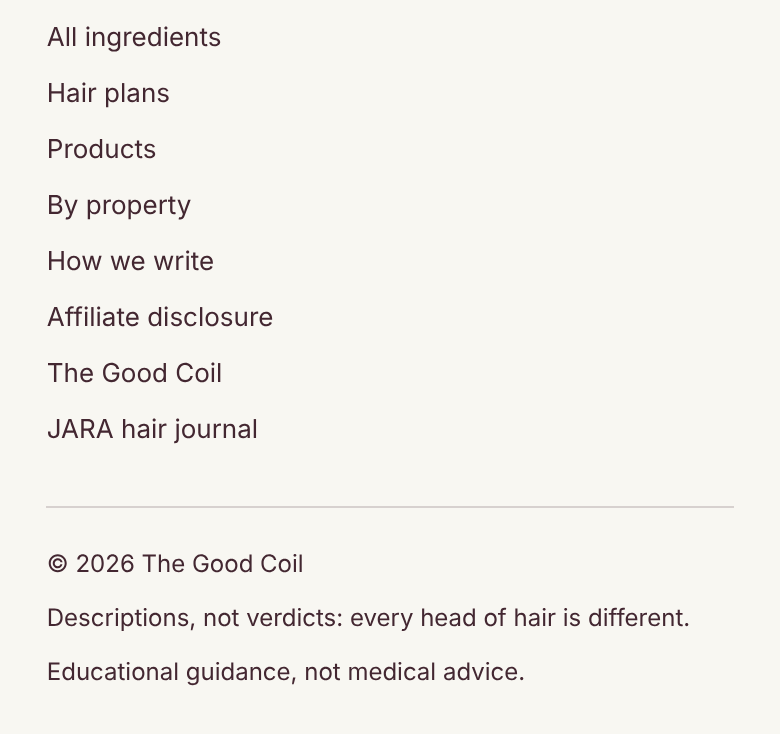 All ingredients
Hair plans
Products
By property
How we write
Affiliate disclosure
The Good Coil
JARA hair journal
© 2026 The Good Coil
Descriptions, not verdicts: every head of hair is different.
Educational guidance, not medical advice.